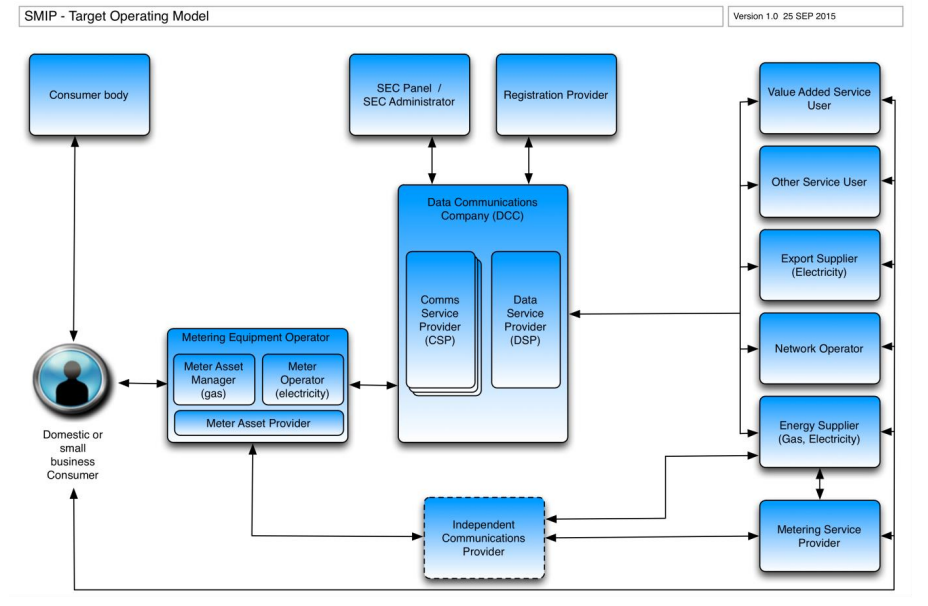 SMIP - Target Operating Model
Version 1.0  25 SEP 2015
Consumer body
SEC Panel /
SEC Administrator
Registration Provider
Value Added Service
User
Other Service User
Export Supplier
(Electricity)
Network Operator
Energy Supplier
(Gas, Electricity)
Metering Service
Provider
Data Communications
Company (DCC)
Comms
Service
Provider
(CSP)
Data
Service
Provider
(DSP)
Metering Equipment Operator
Meter Asset
Manager
(gas)
Meter
Operator
(electricity)
Meter Asset Provider
Domestic or
small
business
Consumer
Independent
Communications
Provider